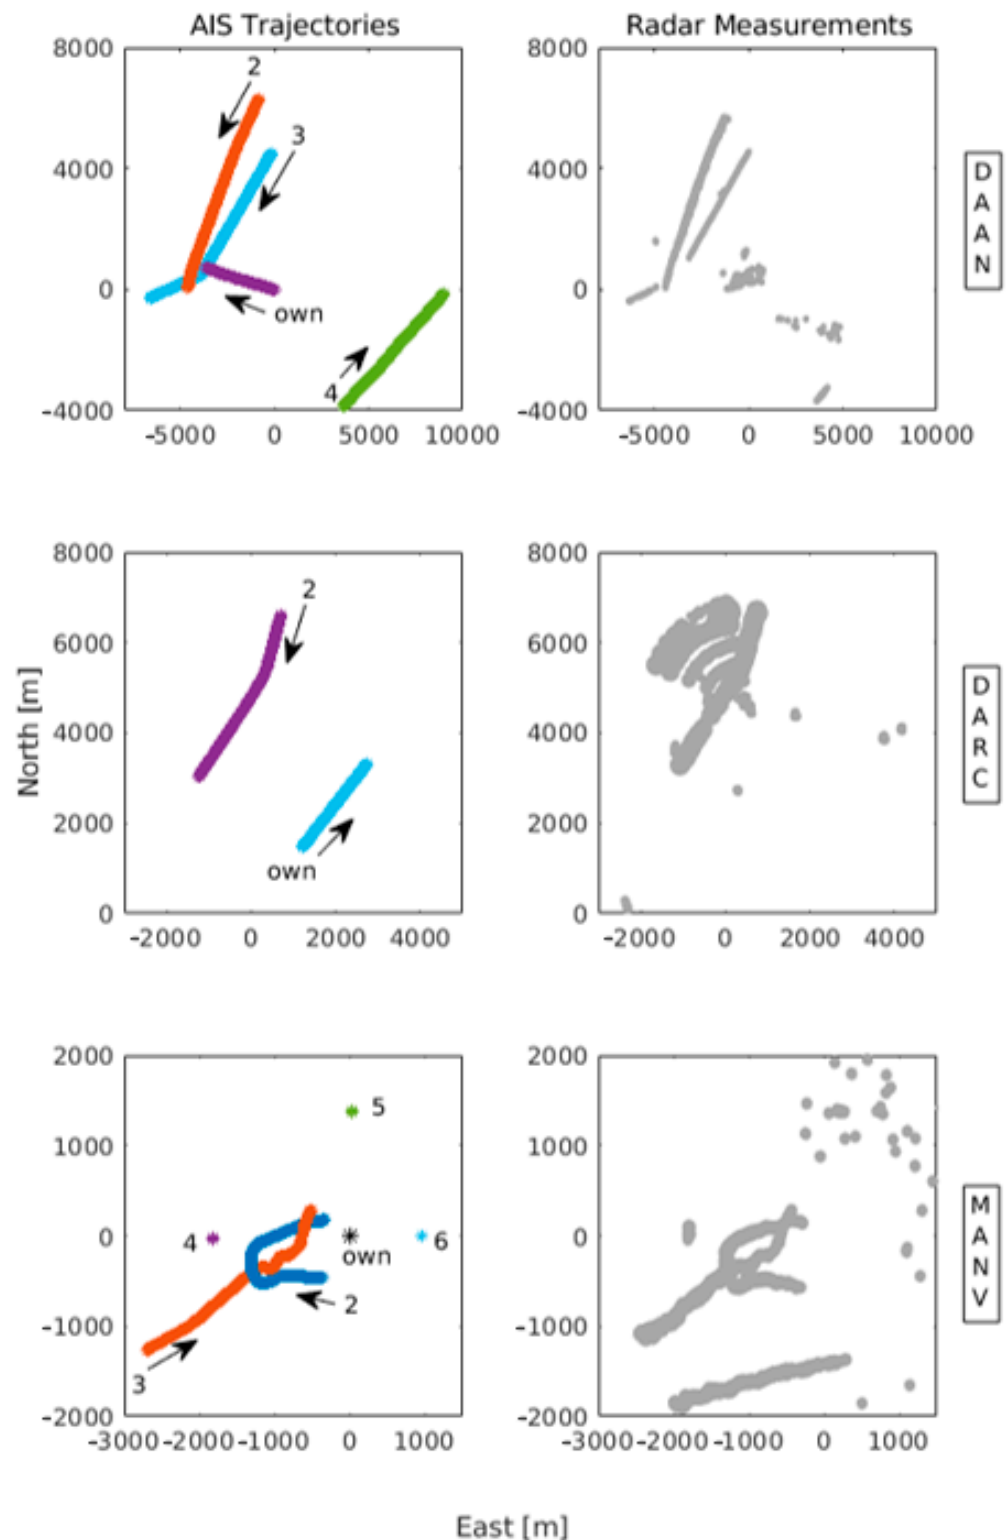 AIS Trajectories
Radar Measurements
8000
4000
0
-4000
2
3
own
4
-5000 0 5000 10000
8000
4000
0
-4000
-5000 0 5000 10000
D
A
A
N
North [m]
8000
6000
4000
2000
0
2
own
-2000 0 2000 4000
8000
6000
4000
2000
0
-2000 0 2000 4000
D
A
R
C
2000
1000
0
-1000
-2000
5
4
own
6
2
3
-3000 -2000 -1000 0 1000
2000
1000
0
-1000
-2000
-3000 -2000 -1000 0 1000
M
A
N
V
East [m]